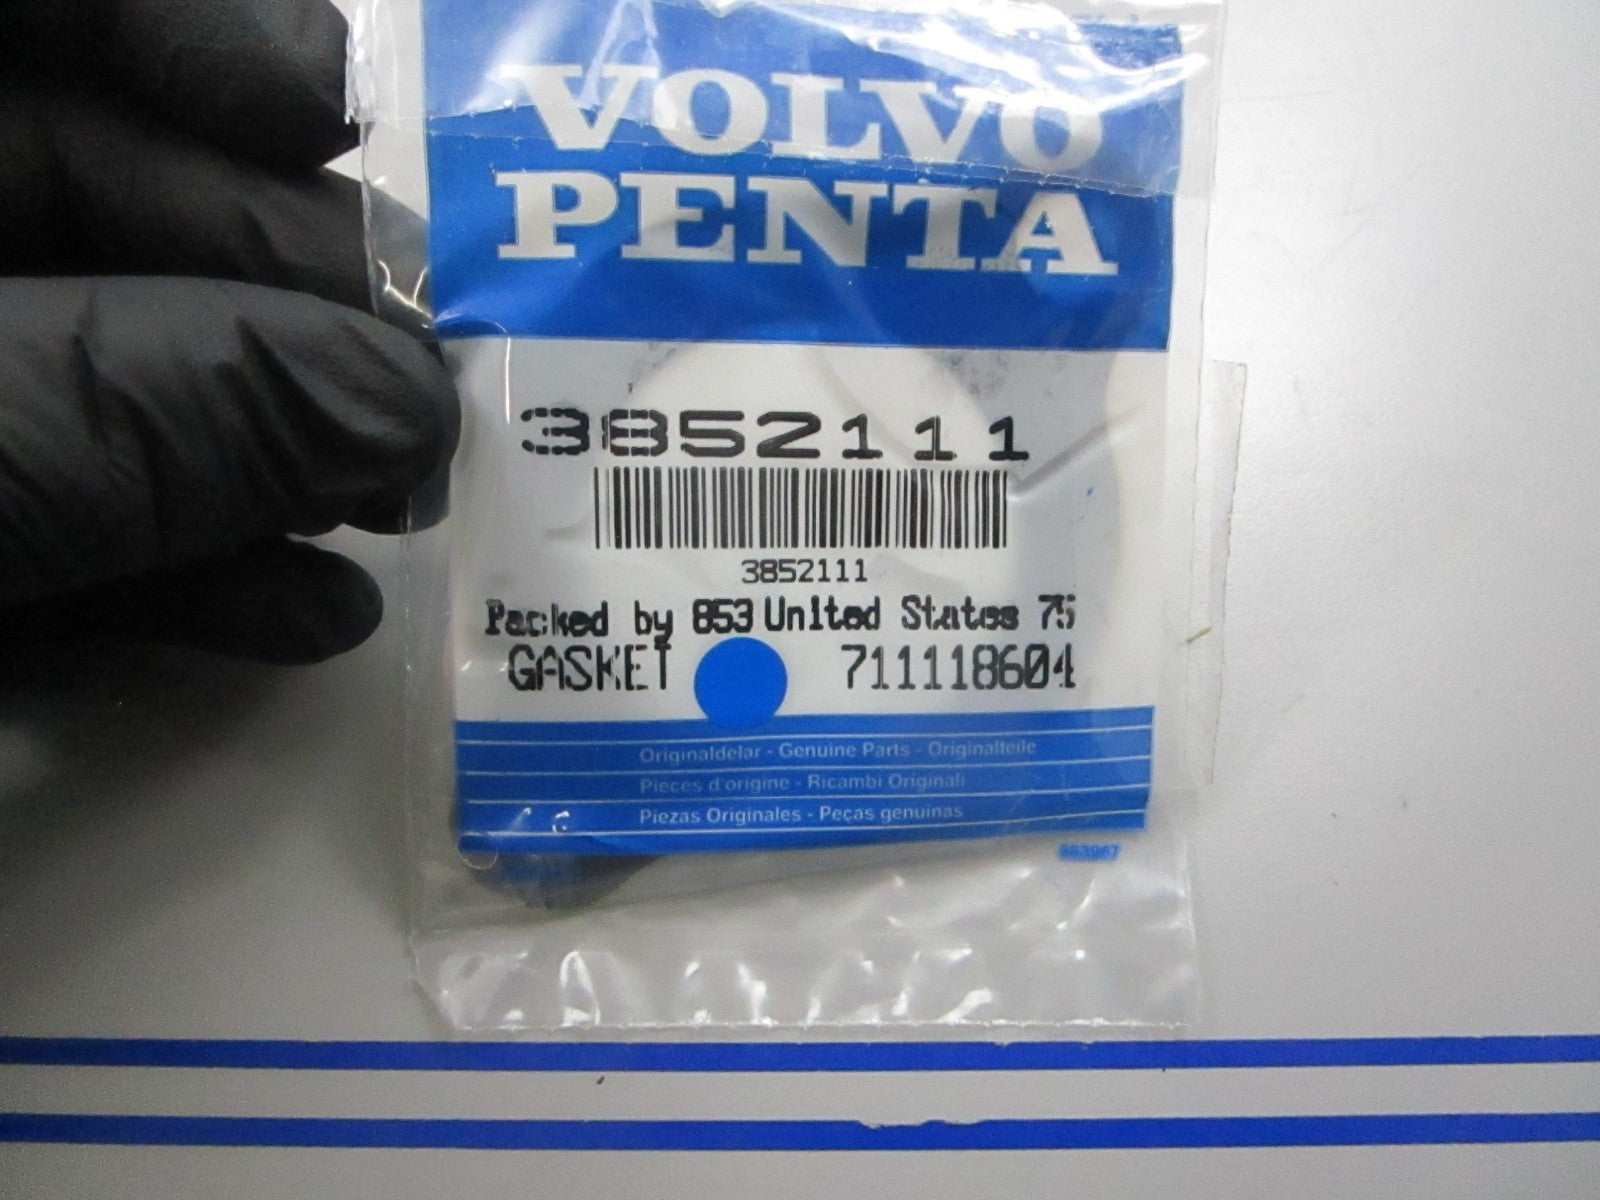 VOLVO
PENTA
3852111
3852111
Packed by 853 United States 75
GASKET 711118604
Originaldelar - Genuine Parts - Originalteile
Pieces d'origine - Ricambi Originali
Piezas Originales - Peças genuinas
893967